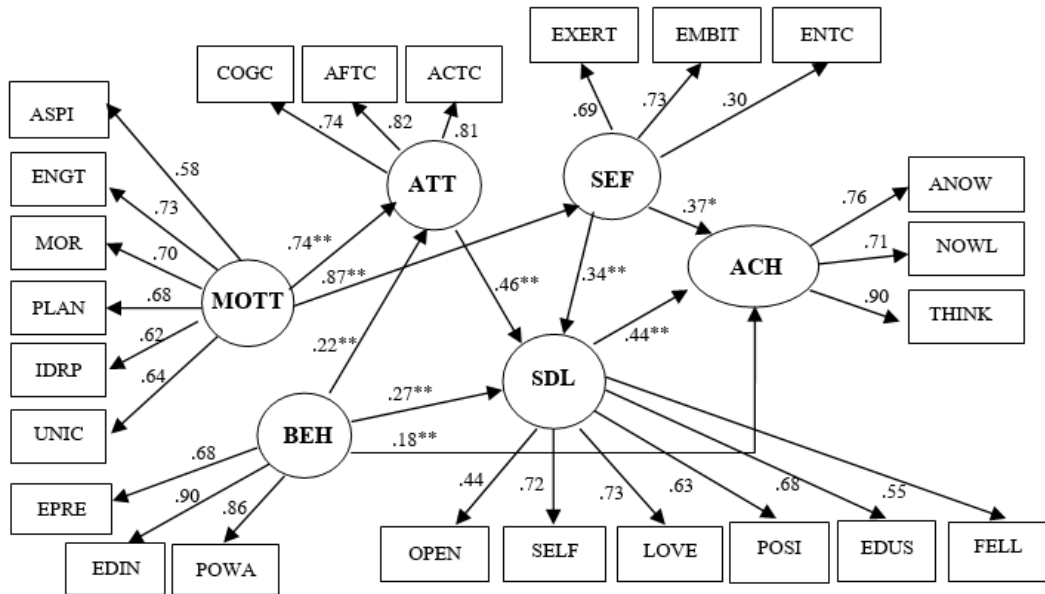 EXERT EMBIT ENTC
COGC AFTC ACTC
ASPI
.69 .73 .30
.74 .82 .81
.58
ENGT
ATT SEF
ANOW
.73
.76
.37*
MOR
.74**
.70
.71
NOWL
.87**
.34**
ACH
PLAN
.68
MOTT
.46**
.90
THINK
IDRP
.62
.22**
.44**
.64
SDL
UNIC
.27**
BEH
.18**
.68
.44 .72 .73 .63 .68 .55
EPRE
.90
.86
OPEN SELF LOVE POSI EDUS FELL
EDIN POWA